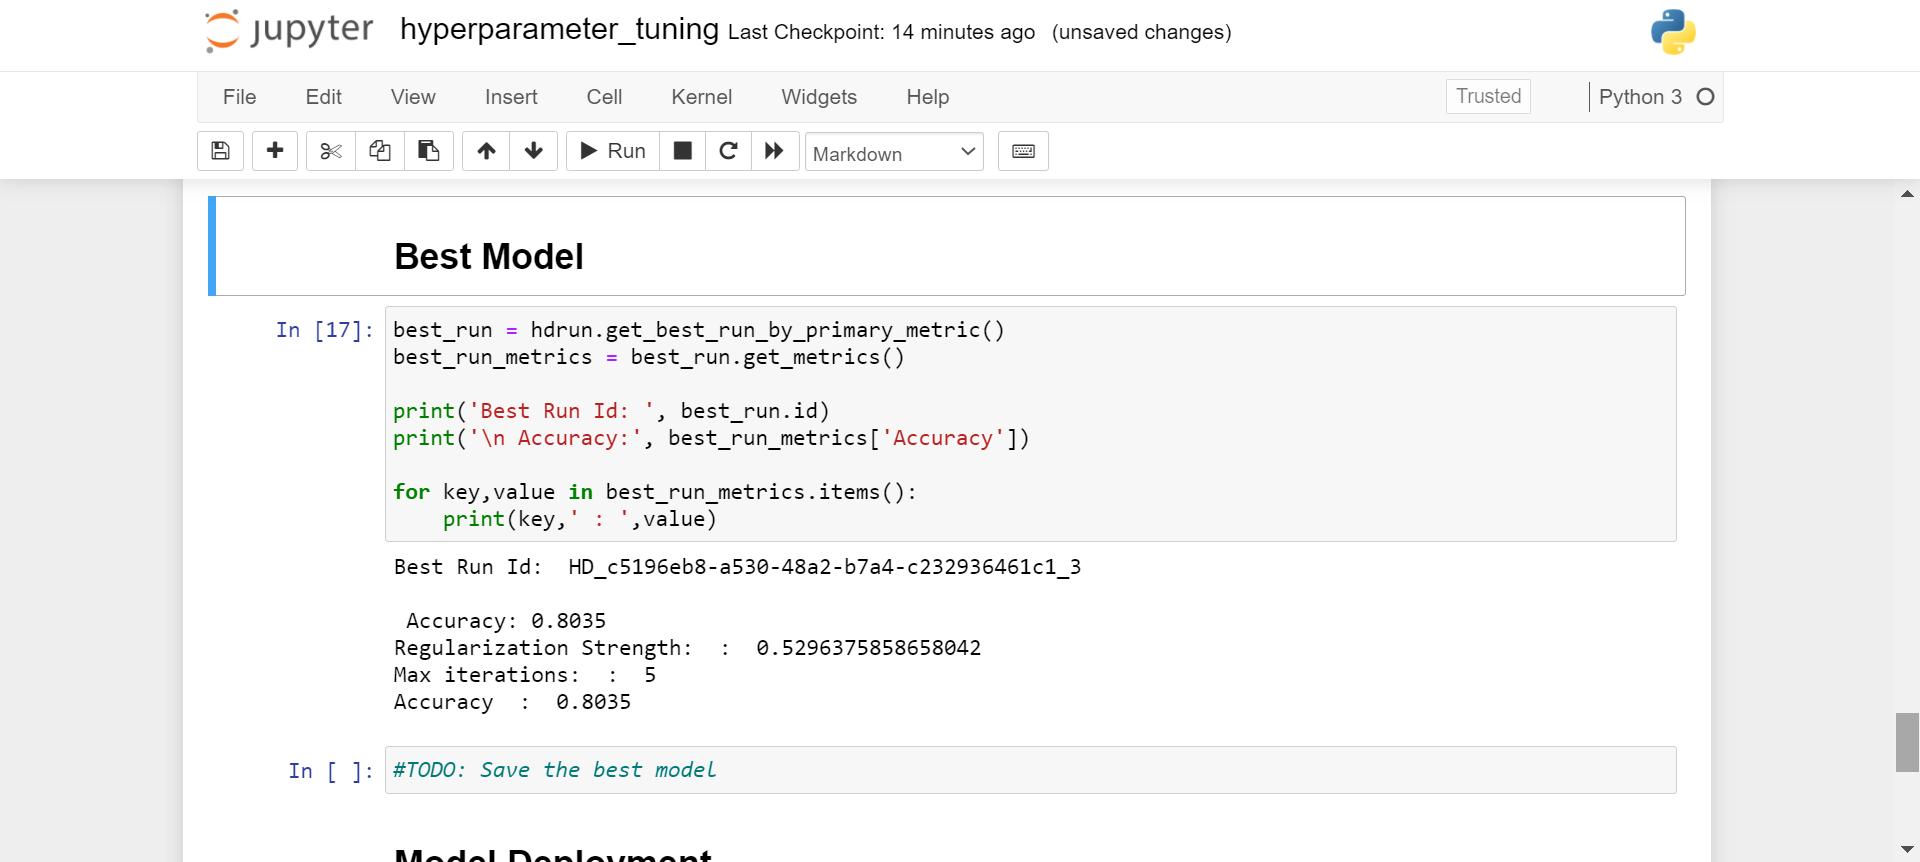 jupyter hyperparameter_tuning Last Checkpoint: 14 minutes ago (unsaved changes)
File Edit View Insert Cell Kernel Widgets Help Trusted Python 3
Run Markdown
Best Model
In [17]: best_run = hdrun.get_best_run_by_primary_metric()
best_run_metrics = best_run.get_metrics()
print('Best Run Id: ', best_run.id)
print('\n Accuracy:', best_run_metrics['Accuracy'])
for key,value in best_run_metrics.items():
    print(key,' : ',value)
Best Run Id:  HD_c5196eb8-a530-48a2-b7a4-c232936461c1_3
 Accuracy: 0.8035
Regularization Strength:  :  0.5296375858658042
Max iterations:  :  5
Accuracy  :  0.8035
In [ ]: #TODO: Save the best model
Model Deployment